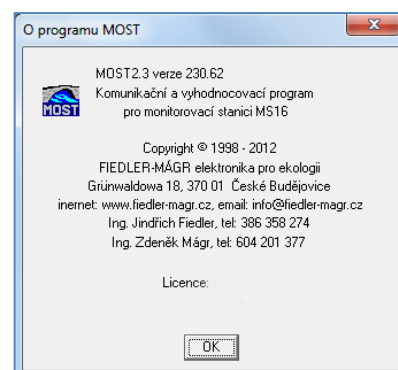 O programu MOST
MOST2.3 verze 230.62
Komunikační a vyhodnocovací program
pro monitorovací stanici MS16
MOST
Copyright © 1998 - 2012
FIEDLER-MÁGR elektronika pro ekologii
Grünwaldova 18, 370 01 České Budějovice
inernet: www.fiedler-magr.cz, email: info@fiedler-magr.cz
Ing. Jindřich Fiedler, tel: 386 358 274
Ing. Zdeněk Mágr, tel: 604 201 377
Licence:
OK